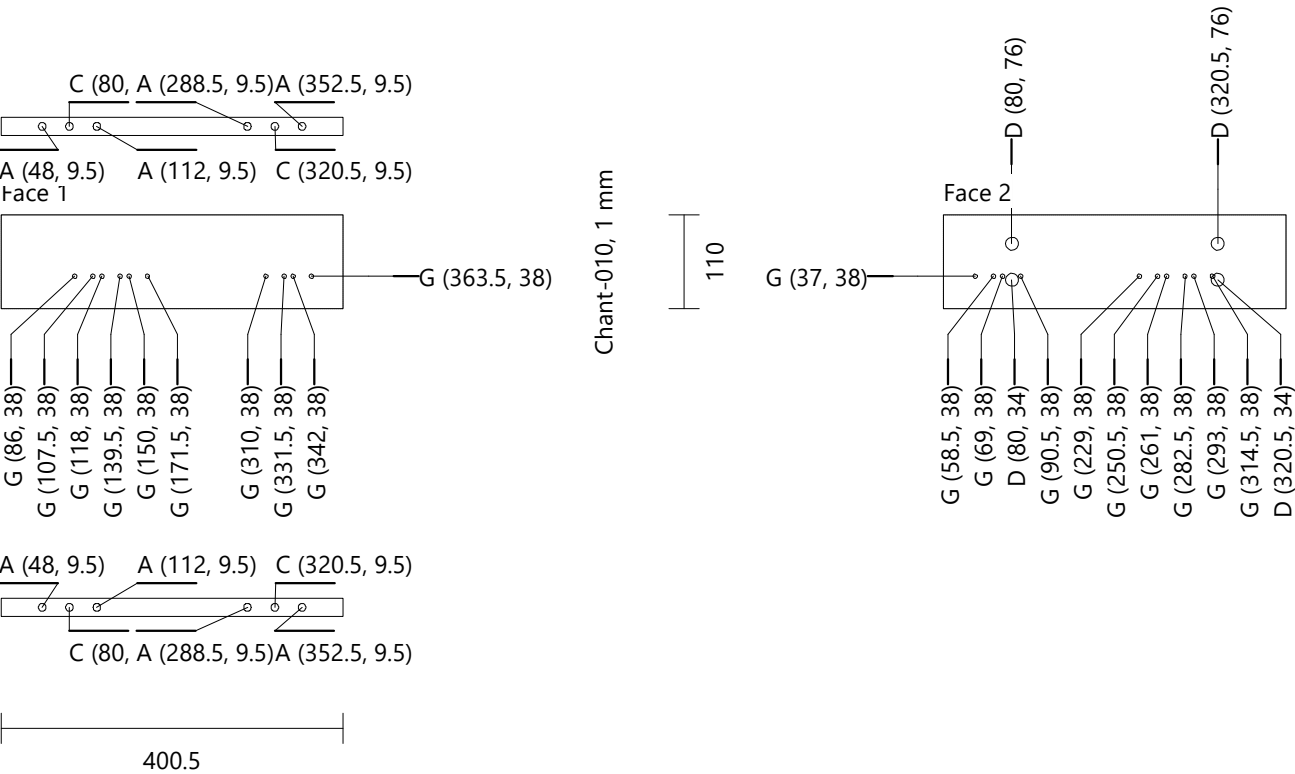 C (80, A (288.5, 9.5)A (352.5, 9.5)
A (48, 9.5) A (112, 9.5) C (320.5, 9.5)
Face 1
G (363.5, 38)
G (86, 38)
G (107.5, 38)
G (118, 38)
G (139.5, 38)
G (150, 38)
G (171.5, 38)
G (310, 38)
G (331.5, 38)
G (342, 38)
A (48, 9.5) A (112, 9.5) C (320.5, 9.5)
C (80, A (288.5, 9.5)A (352.5, 9.5)
400.5
Chant-010, 1 mm
110
D (80, 76)
D (320.5, 76)
Face 2
G (37, 38)
G (58.5, 38)
G (69, 38)
D (80, 34)
G (90.5, 38)
G (229, 38)
G (250.5, 38)
G (261, 38)
G (282.5, 38)
G (293, 38)
G (314.5, 38)
D (320.5, 34)